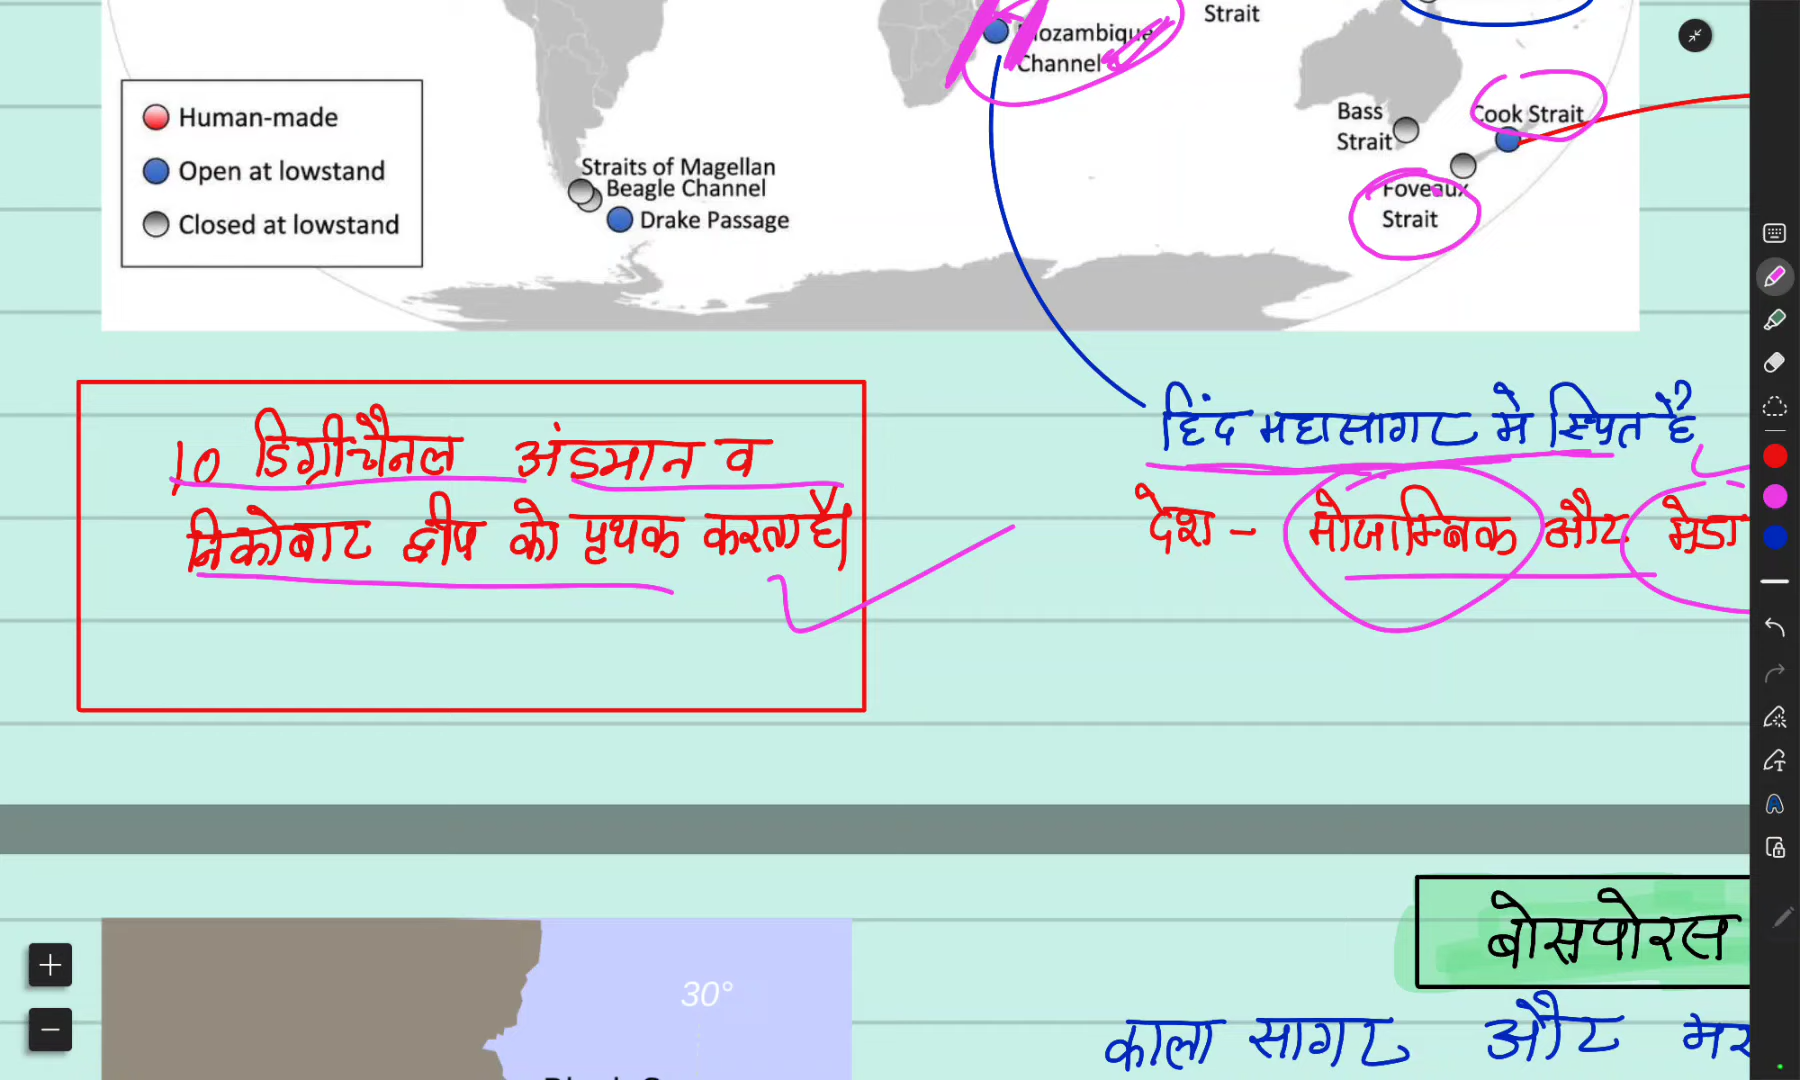 Strait
Mozambique
Channel
Human-made
Open at lowstand
Closed at lowstand
Straits of Magellan
Beagle Channel
Drake Passage
Bass
Strait
Cook Strait
Foveaux
Strait
10 डिग्री चैनल अंडमान व
निकोबार द्वीप को पृथक करता है।
हिंद महासागर में स्थित है
देश - मोजाम्बिक और मेडा
बोसपोरस
30°
काला सागर और मर